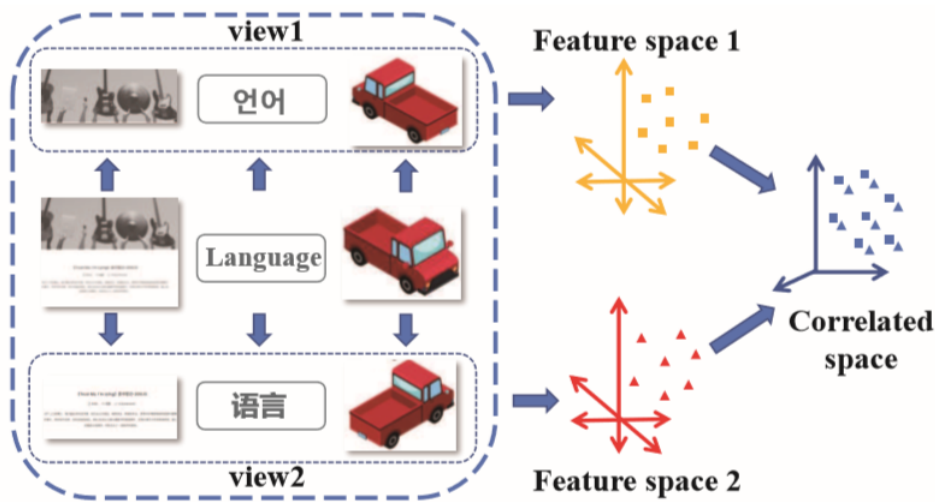 view1
언어
Language
语言
view2
Feature space 1
Correlated
space
Feature space 2